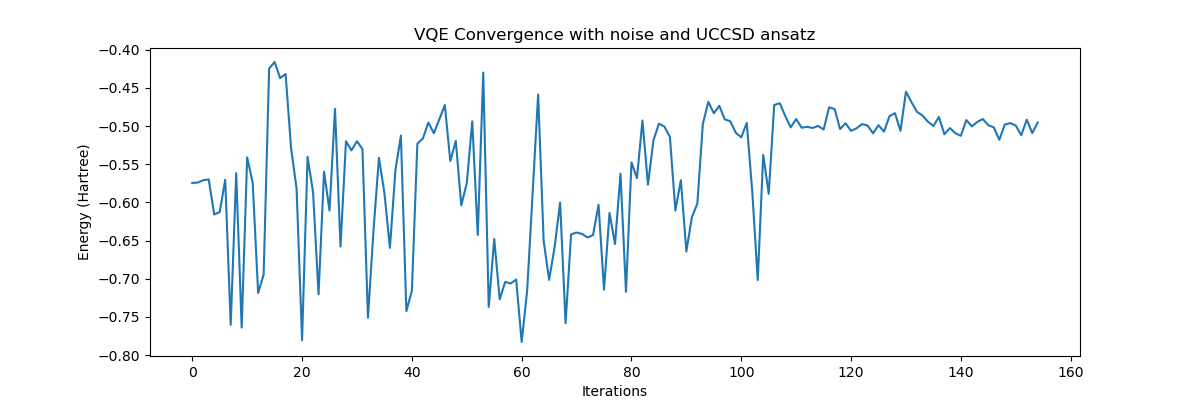 VQE Convergence with noise and UCCSD ansatz
Energy (Hartree)
−0.40
−0.45
−0.50
−0.55
−0.60
−0.65
−0.70
−0.75
−0.80
0 20 40 60 80 100 120 140 160
Iterations